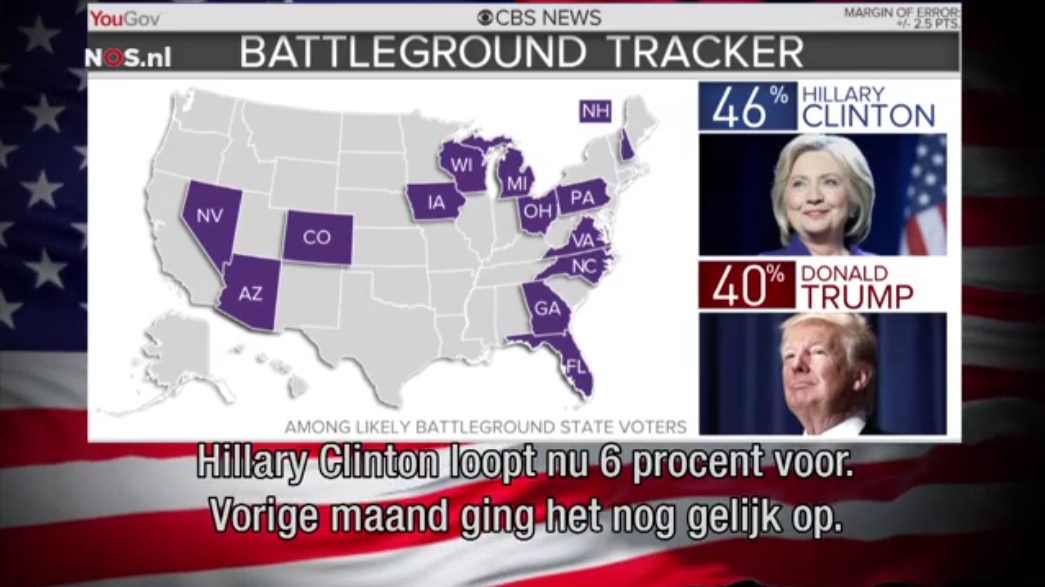 YouGov
CBS NEWS
MARGIN OF ERROR:
+/- 2.5 PTS.
NOS.nl
BATTLEGROUND TRACKER
46% HILLARY CLINTON
40% DONALD TRUMP
NH
WI
MI
IA
OH
PA
NV
CO
VA
NC
AZ
GA
FL
AMONG LIKELY BATTLEGROUND STATE VOTERS
Hillary Clinton loopt nu 6 procent voor.
Vorige maand ging het nog gelijk op.